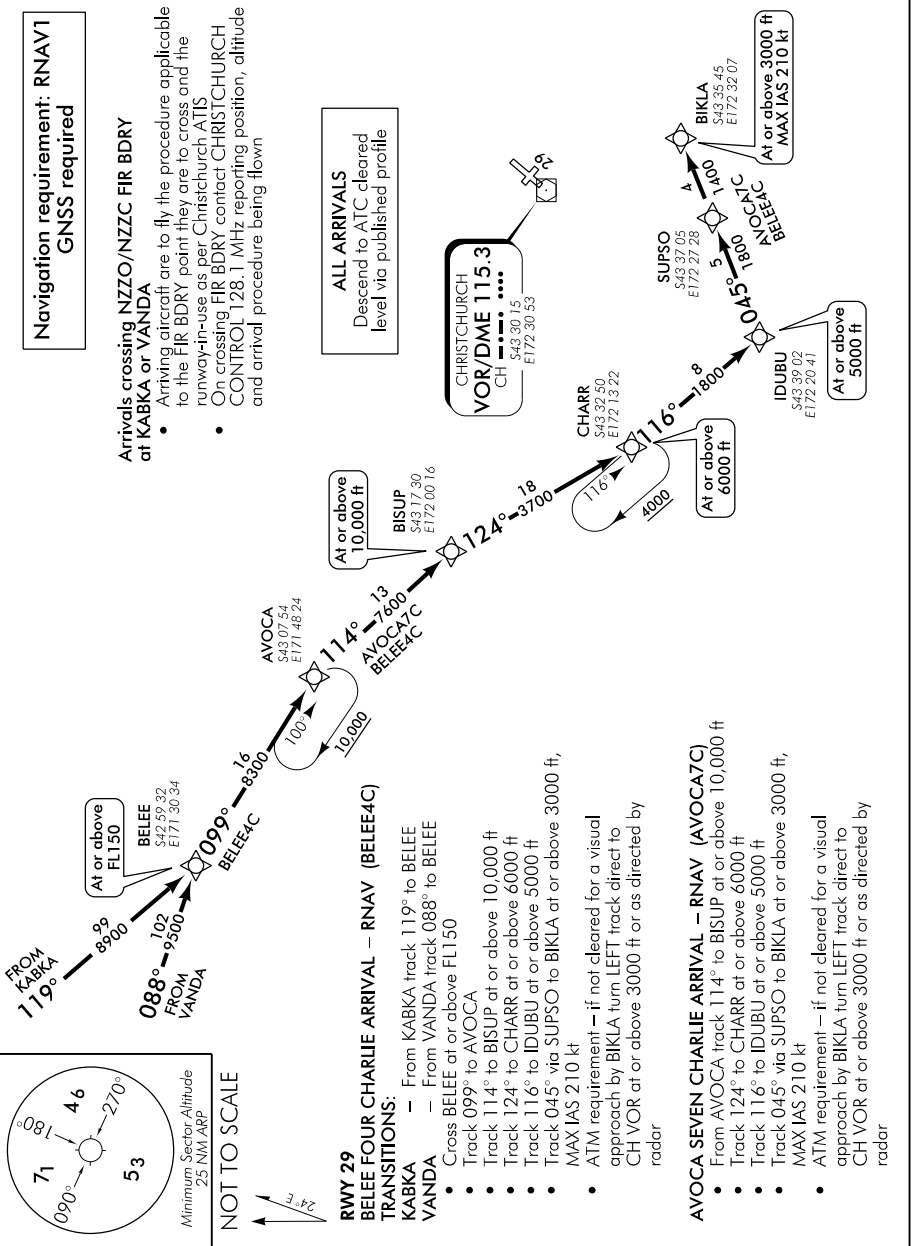 Navigation requirement: RNAV1
GNSS required
Arrivals crossing NZZO/NZZC FIR BDRY
at KABKA or VANDA
• Arriving aircraft are to fly the procedure applicable
to the FIR BDRY point they are to cross and the
runway-in-use as per Christchurch ATIS
• On crossing FIR BDRY contact CHRISTCHURCH
CONTROL 128.1 MHz reporting position, altitude
and arrival procedure being flown
ALL ARRIVALS
Descend to ATC cleared
level via published profile
CHRISTCHURCH
VOR/DME 115.3
CH
S43 30 15
E172 30 53
29
090°
180°
270°
71
46
53
Minimum Sector Altitude
25 NM ARP
NOT TO SCALE
24°E
FROM
KABKA
119°
99
8900
088°
FROM
VANDA
102
9500
At or above
FL150
BELEE
S42 59 32
E171 30 34
099°
BELEE4C
16
8300
AVOCA
S43 07 54
E171 48 24
100°
10,000
114°
AVOCA7C
BELEE4C
13
7600
At or above
10,000 ft
BISUP
S43 17 30
E172 00 16
124°
18
3700
CHARR
S43 32 50
E172 13 22
116°
4000
At or above
6000 ft
116°
8
1800
IDUBU
S43 39 02
E172 20 41
At or above
5000 ft
045°
5
1800
SUPSO
S43 37 05
E172 27 28
AVOCA7C
BELEE4C
4
1400
BIKLA
S43 35 45
E172 32 07
At or above 3000 ft
MAX IAS 210 kt
RWY 29
BELEE FOUR CHARLIE ARRIVAL – RNAV (BELEE4C)
TRANSITIONS:
KABKA – From KABKA track 119° to BELEE
VANDA – From VANDA track 088° to BELEE
• Cross BELEE at or above FL150
• Track 099° to AVOCA
• Track 114° to BISUP at or above 10,000 ft
• Track 124° to CHARR at or above 6000 ft
• Track 116° to IDUBU at or above 5000 ft
• Track 045° via SUPSO to BIKLA at or above 3000 ft,
MAX IAS 210 kt
• ATM requirement – if not cleared for a visual
approach by BIKLA turn LEFT track direct to
CH VOR at or above 3000 ft or as directed by
radar
AVOCA SEVEN CHARLIE ARRIVAL – RNAV (AVOCA7C)
• From AVOCA track 114° to BISUP at or above 10,000 ft
• Track 124° to CHARR at or above 6000 ft
• Track 116° to IDUBU at or above 5000 ft
• Track 045° via SUPSO to BIKLA at or above 3000 ft,
MAX IAS 210 kt
• ATM requirement – if not cleared for a visual
approach by BIKLA turn LEFT track direct to
CH VOR at or above 3000 ft or as directed by
radar